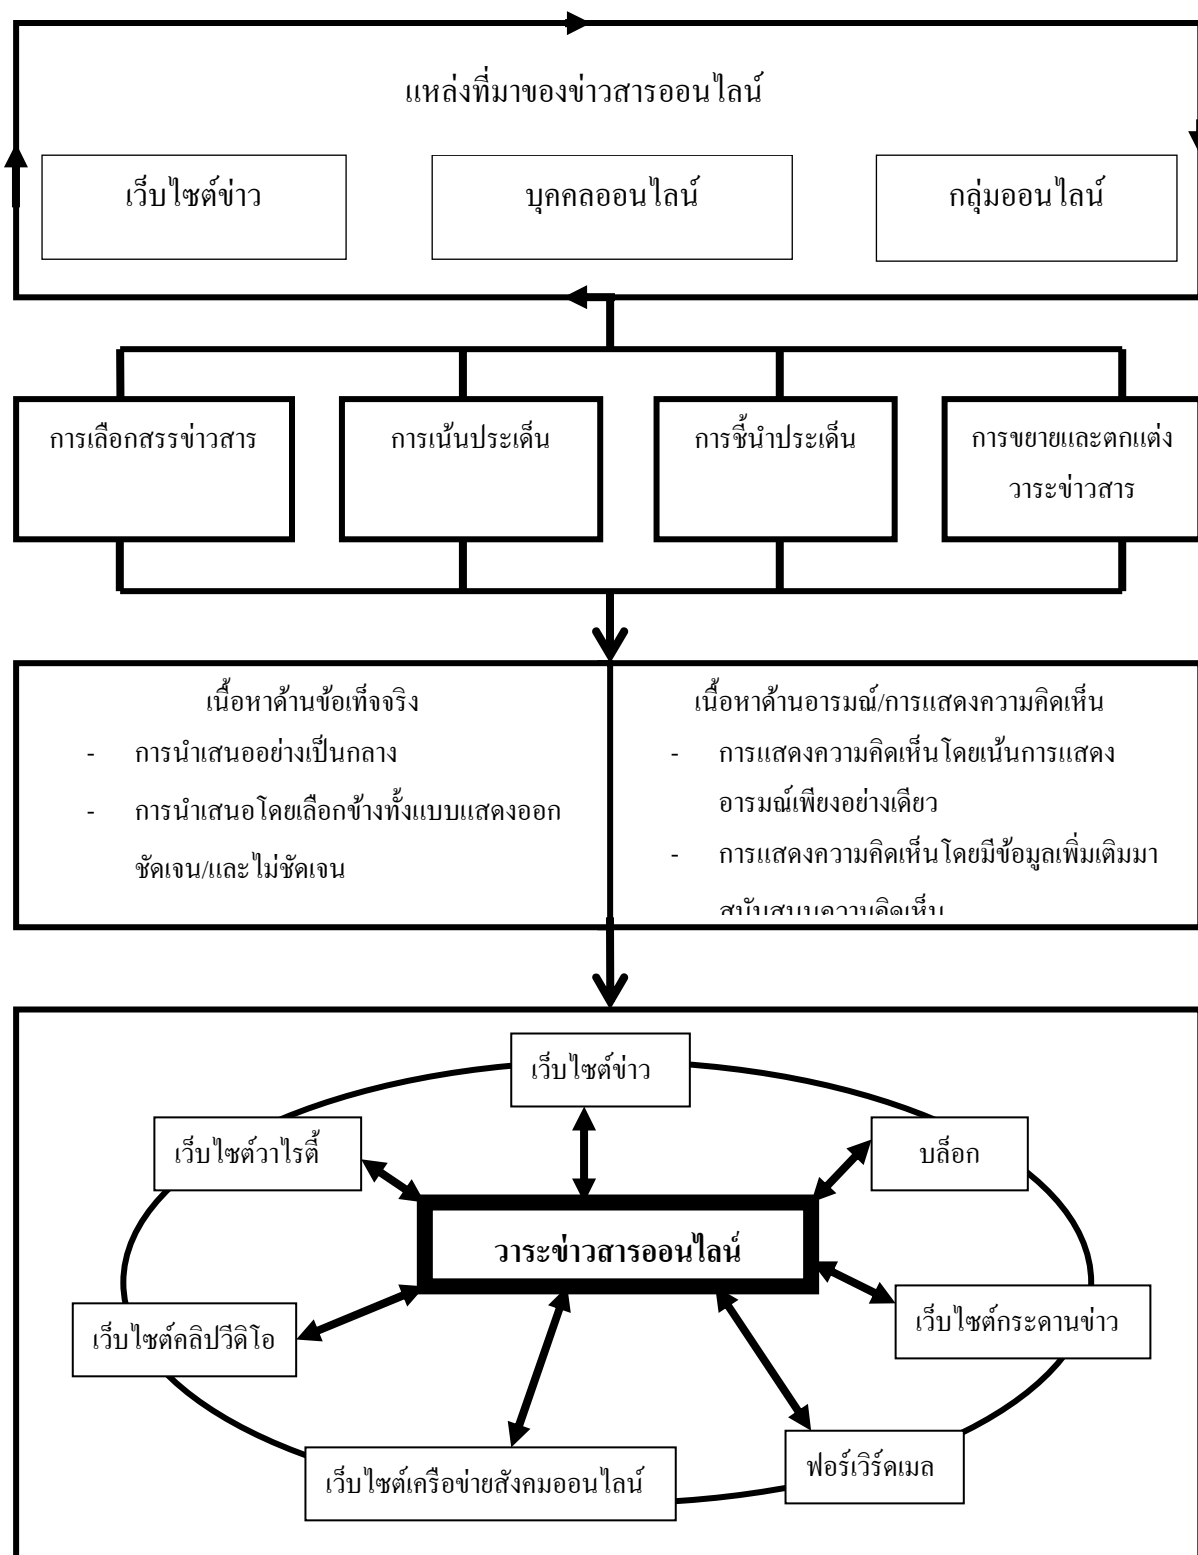 แหล่งที่มาของข่าวสารออนไลน์
เว็บไซต์ข่าว
บุคคลออนไลน์
กลุ่มออนไลน์
การเลือกสรรข่าวสาร
การเน้นประเด็น
การชี้นำประเด็น
การขยายและตกแต่ง
วาระข่าวสาร
เนื้อหาด้านข้อเท็จจริง
- การนำเสนออย่างเป็นกลาง
- การนำเสนอโดยเลือกข้างทั้งแบบแสดงออก
ชัดเจน/และไม่ชัดเจน
เนื้อหาด้านอารมณ์/การแสดงความคิดเห็น
- การแสดงความคิดเห็นโดยเน้นการแสดง
อารมณ์เพียงอย่างเดียว
- การแสดงความคิดเห็นโดยมีข้อมูลเพิ่มเติมมา
สนับสนุนความคิดเห็น
เว็บไซต์ข่าว
เว็บไซต์วาไรตี้
บล็อก
วาระข่าวสารออนไลน์
เว็บไซต์คลิปวีดิโอ
เว็บไซต์กระดานข่าว
เว็บไซต์เครือข่ายสังคมออนไลน์
ฟอร์เวิร์ดเมล